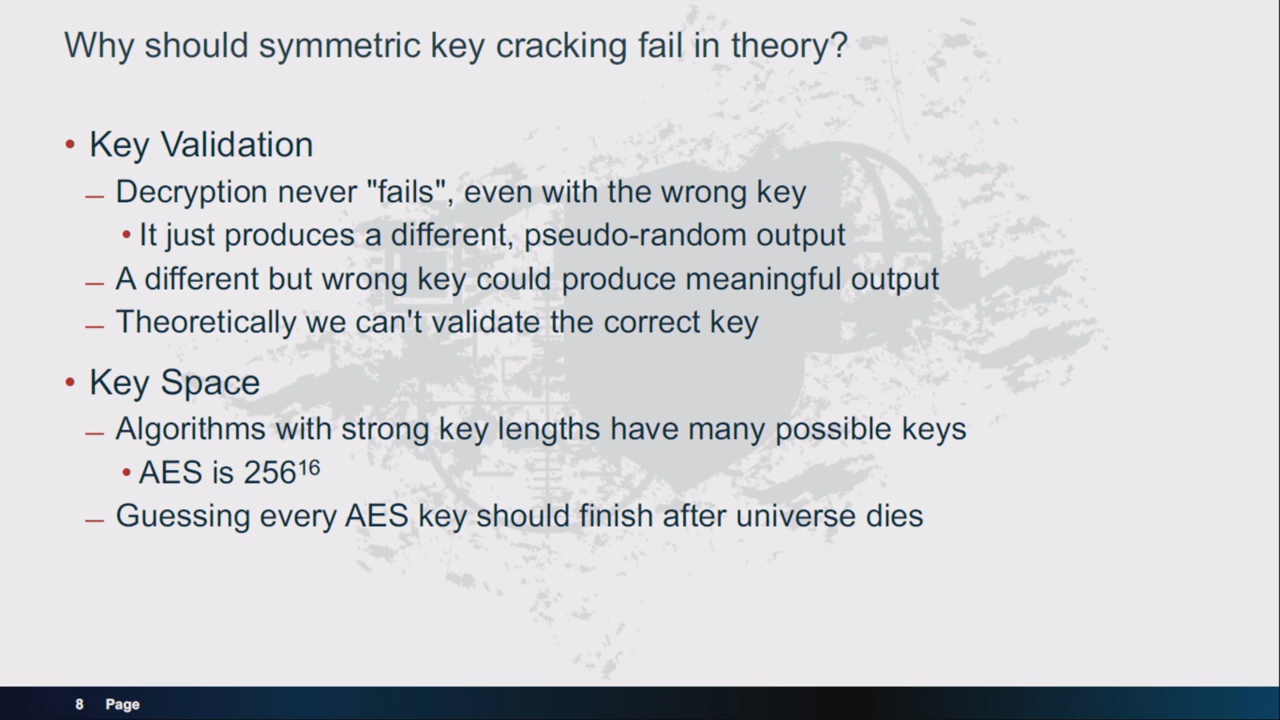 Why should symmetric key cracking fail in theory?
• Key Validation
– Decryption never "fails", even with the wrong key
• It just produces a different, pseudo-random output
– A different but wrong key could produce meaningful output
– Theoretically we can't validate the correct key
• Key Space
– Algorithms with strong key lengths have many possible keys
• AES is 256¹⁶
– Guessing every AES key should finish after universe dies
8 Page